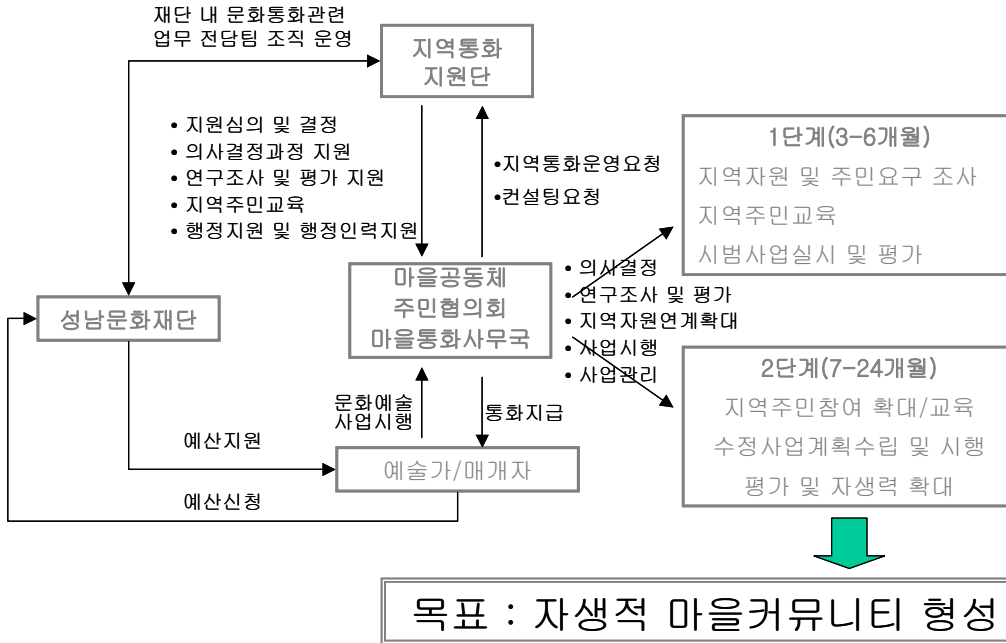 재단 내 문화통화관련
업무 전담팀 조직 운영
지역통화
지원단
• 지원심의 및 결정
• 의사결정과정 지원
• 연구조사 및 평가 지원
• 지역주민교육
• 행정지원 및 행정인력지원
•지역통화운영요청
•컨설팅요청
1단계(3-6개월)
지역자원 및 주민요구 조사
지역주민교육
시범사업실시 및 평가
성남문화재단
마을공동체
주민협의회
마을통화사무국
• 의사결정
• 연구조사 및 평가
• 지역자원연계확대
• 사업시행
• 사업관리
2단계(7-24개월)
지역주민참여 확대/교육
수정사업계획수립 및 시행
평가 및 자생력 확대
문화예술
사업시행
통화지급
예산지원
예술가/매개자
예산신청
목표 : 자생적 마을커뮤니티 형성